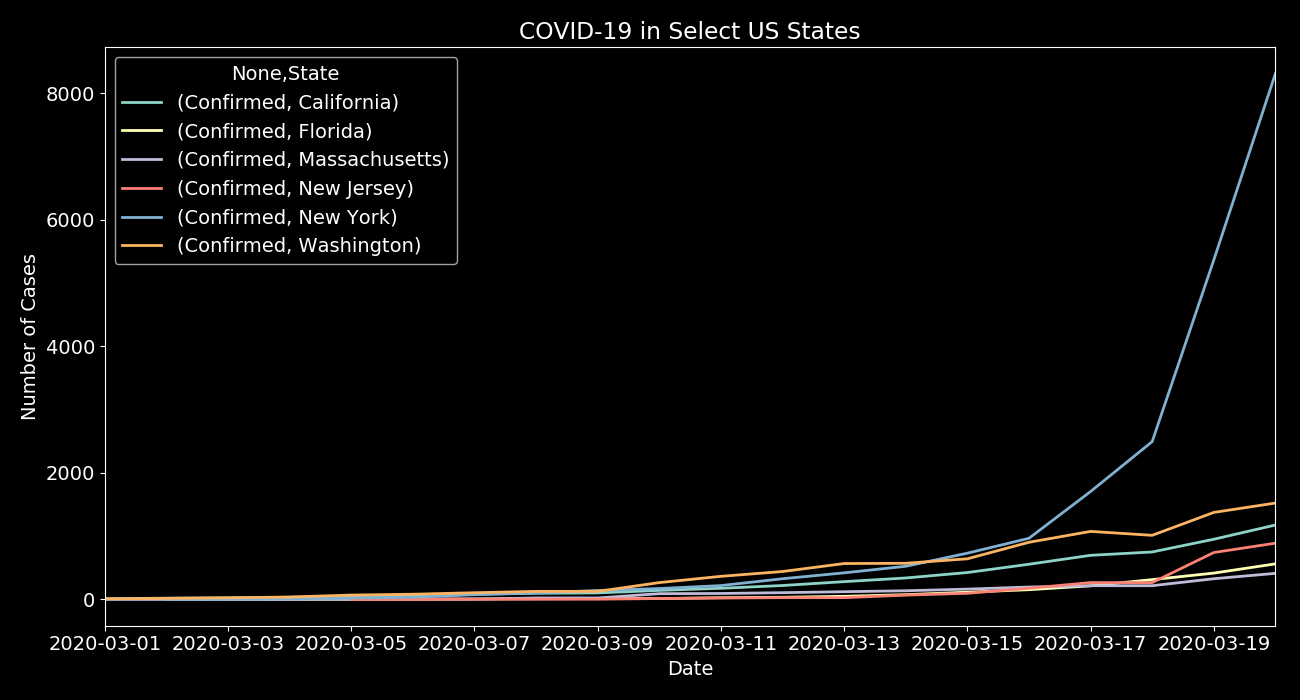 COVID-19 in Select US States
None,State
(Confirmed, California)
(Confirmed, Florida)
(Confirmed, Massachusetts)
(Confirmed, New Jersey)
(Confirmed, New York)
(Confirmed, Washington)
Number of Cases
8000
6000
4000
2000
0
2020-03-01 2020-03-03 2020-03-05 2020-03-07 2020-03-09 2020-03-11 2020-03-13 2020-03-15 2020-03-17 2020-03-19
Date